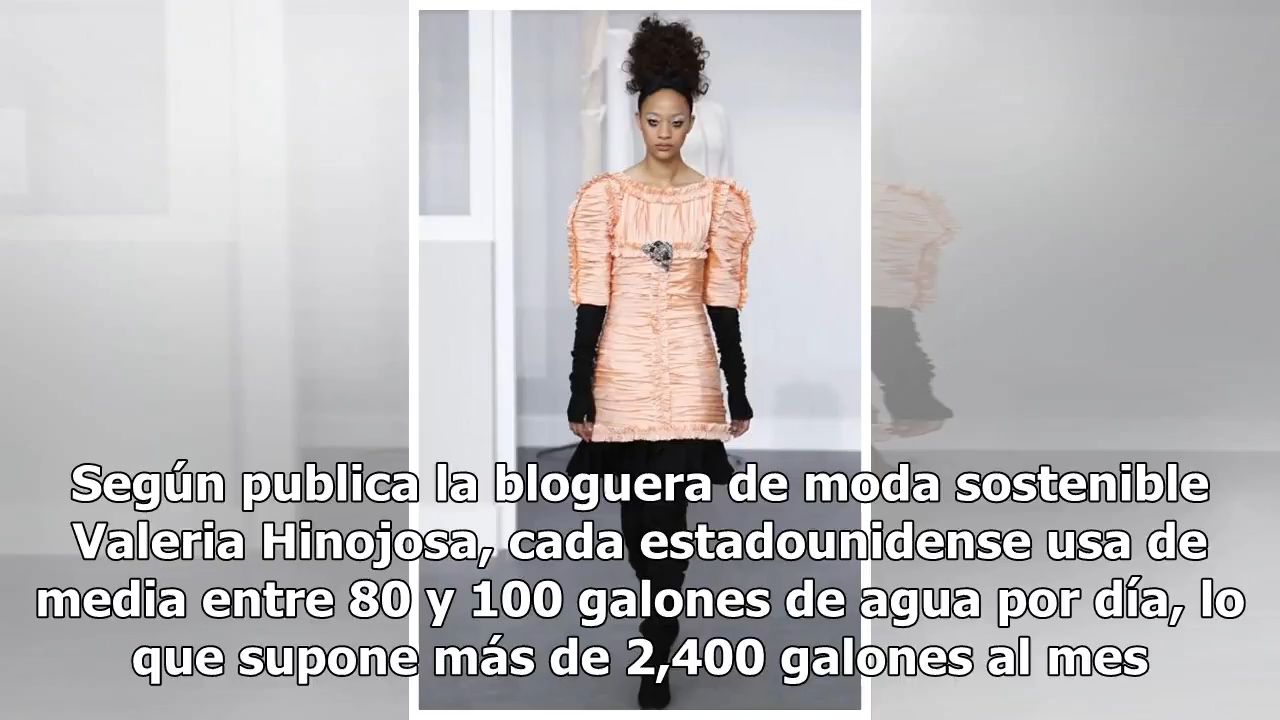 Según publica la bloguera de moda sostenible
Valeria Hinojosa, cada estadounidense usa de
media entre 80 y 100 galones de agua por día, lo
que supone más de 2,400 galones al mes